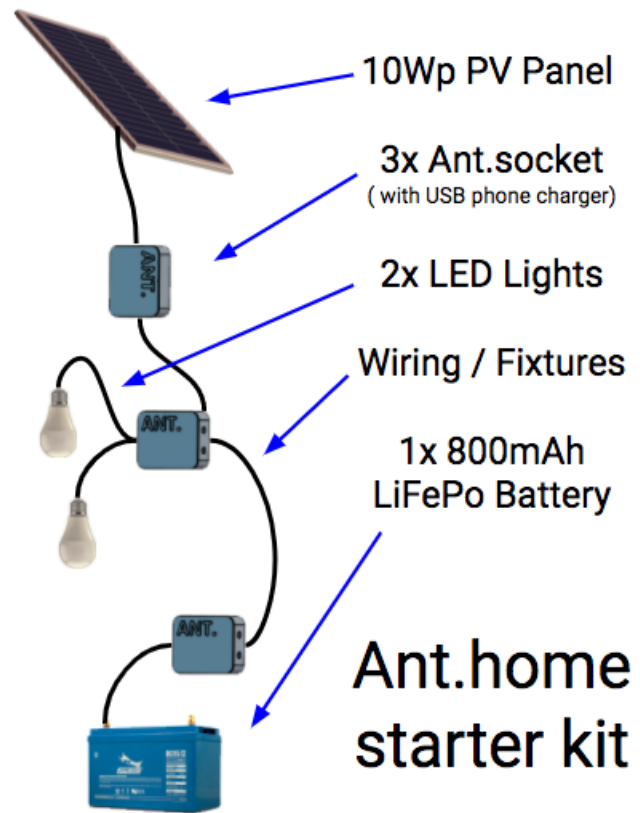 10Wp PV Panel
3x Ant.socket
( with USB phone charger)
2x LED Lights
ANT.
Wiring / Fixtures
ANT.
1x 800mAh
LiFePo Battery
ANT.
Ant.home
starter kit